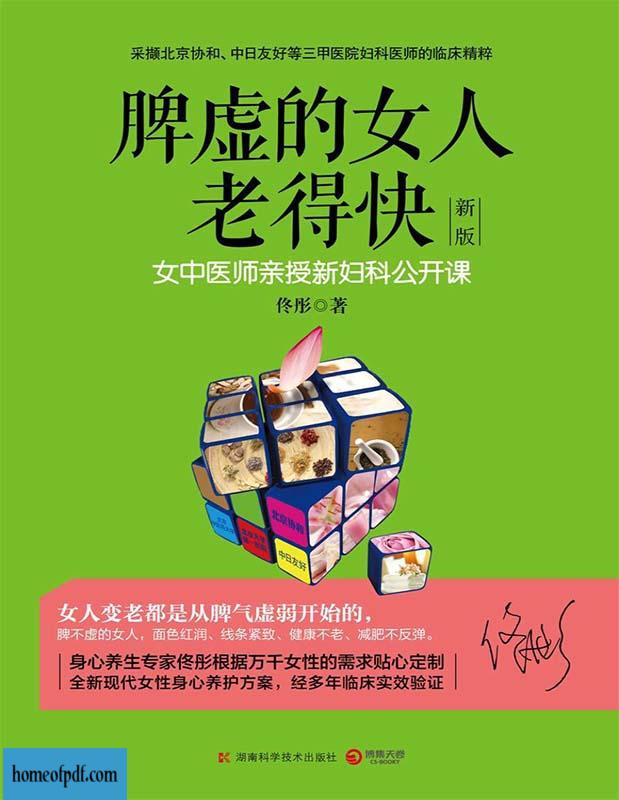 采撷北京协和、中日友好等三甲医院妇科医师的临床精粹
脾虚的女人
老得快
新版
女中医师亲授新妇科公开课
佟彤◎著
北京协和
中日友好
女人变老都是从脾气虚弱开始的，
脾不虚的女人，面色红润、线条紧致、健康不老、减肥不反弹。
身心养生专家佟彤根据万千女性的需求贴心定制
全新现代女性身心养护方案，经多年临床实效验证
佟彤
湖南科学技术出版社
博集天卷
CS-BOOKY
homeofpdf.com